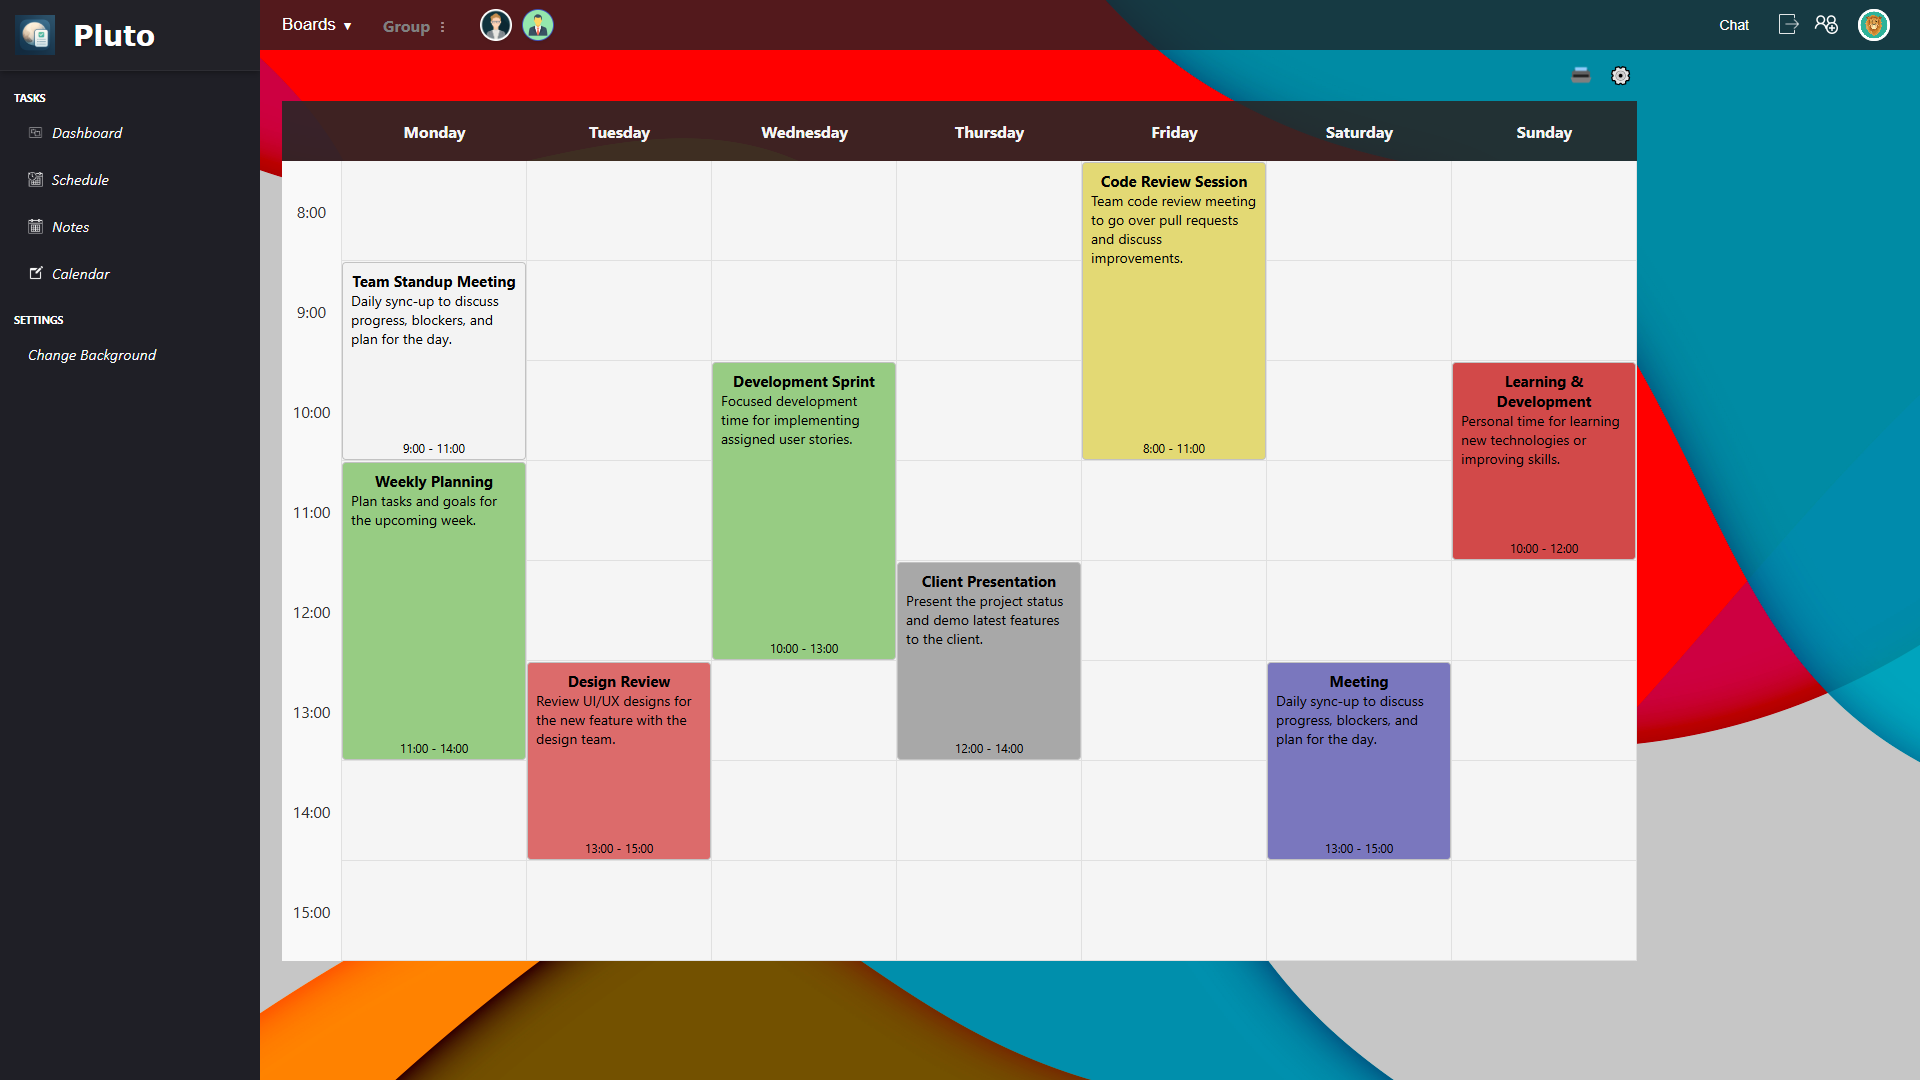 Pluto
Boards ▼
Group
Chat
TASKS
Dashboard
Schedule
Notes
Calendar
SETTINGS
Change Background
Monday Tuesday Wednesday Thursday Friday Saturday Sunday
8:00
9:00
10:00
11:00
12:00
13:00
14:00
15:00
Team Standup Meeting
Daily sync-up to discuss
progress, blockers, and
plan for the day.
9:00 - 11:00
Weekly Planning
Plan tasks and goals for
the upcoming week.
11:00 - 14:00
Design Review
Review UI/UX designs for
the new feature with the
design team.
13:00 - 15:00
Development Sprint
Focused development
time for implementing
assigned user stories.
10:00 - 13:00
Client Presentation
Present the project status
and demo latest features
to the client.
12:00 - 14:00
Code Review Session
Team code review meeting
to go over pull requests
and discuss
improvements.
8:00 - 11:00
Meeting
Daily sync-up to discuss
progress, blockers, and
plan for the day.
13:00 - 15:00
Learning &
Development
Personal time for learning
new technologies or
improving skills.
10:00 - 12:00